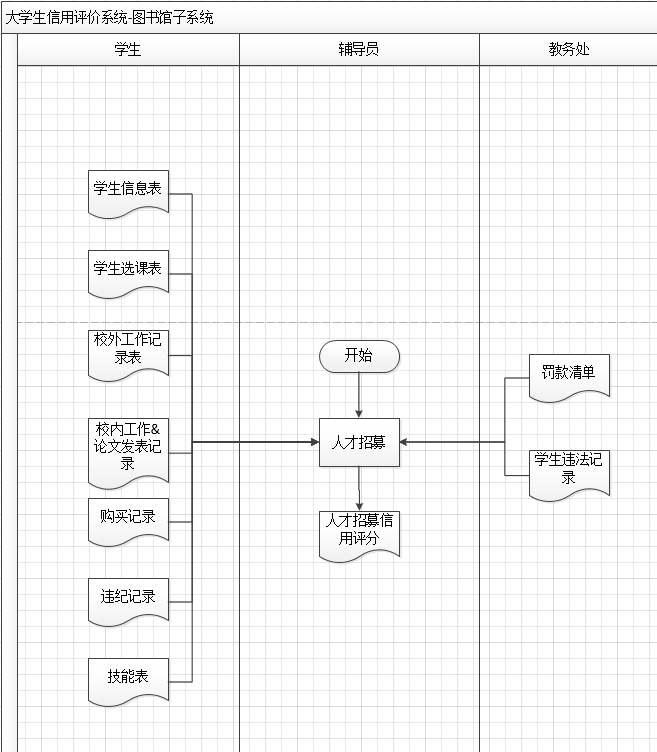 大学生信用评价系统-图书馆子系统
学生
辅导员
教务处
学生信息表
学生选课表
校外工作记
录表
校内工作&
论文发表记
录
购买记录
违纪记录
技能表
开始
人才招募
人才招募信
用评分
罚款清单
学生违法记
录